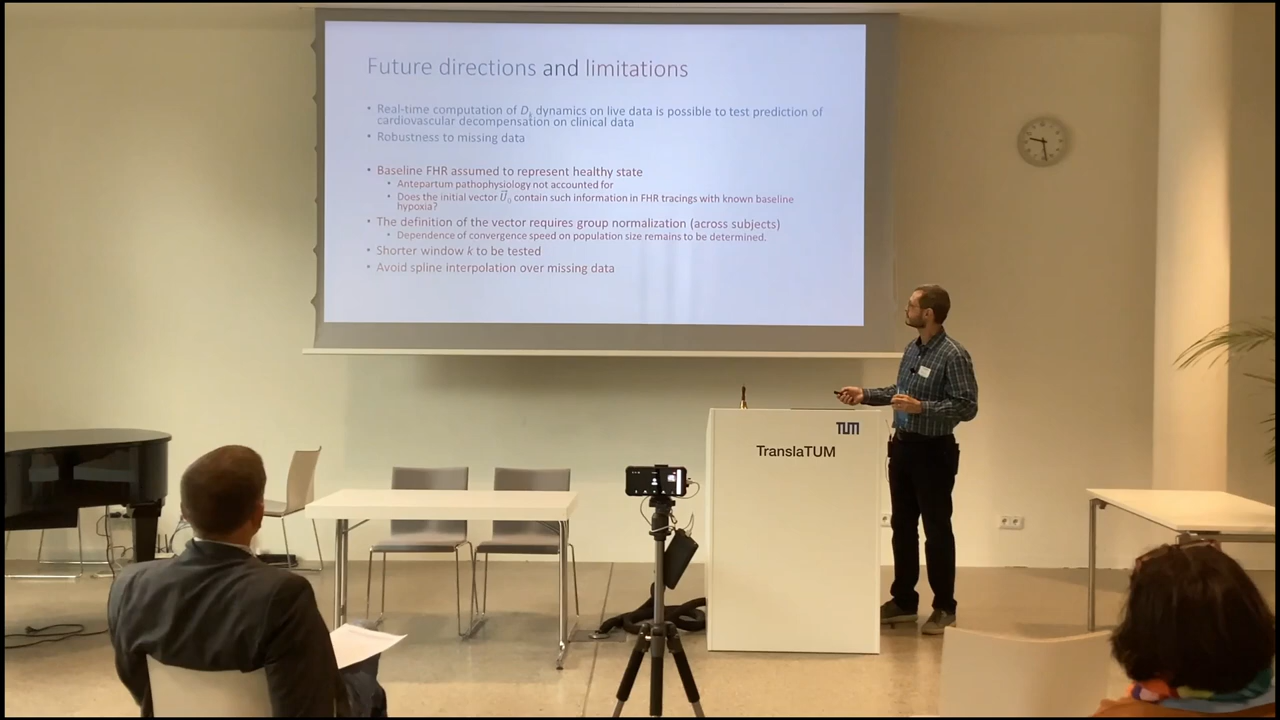 Future directions and limitations
• Real-time computation of Ds dynamics on live data is possible to test prediction of
cardiovascular decompensation on clinical data
• Robustness to missing data
• Baseline FHR assumed to represent healthy state
• Antepartum pathophysiology not accounted for
• Does the initial vector U⃗0 contain such information in FHR tracings with known baseline
hypoxia?
• The definition of the vector requires group normalization (across subjects)
• Dependence of convergence speed on population size remains to be determined.
• Shorter window k to be tested
• Avoid spline interpolation over missing data
TUM
TranslaTUM